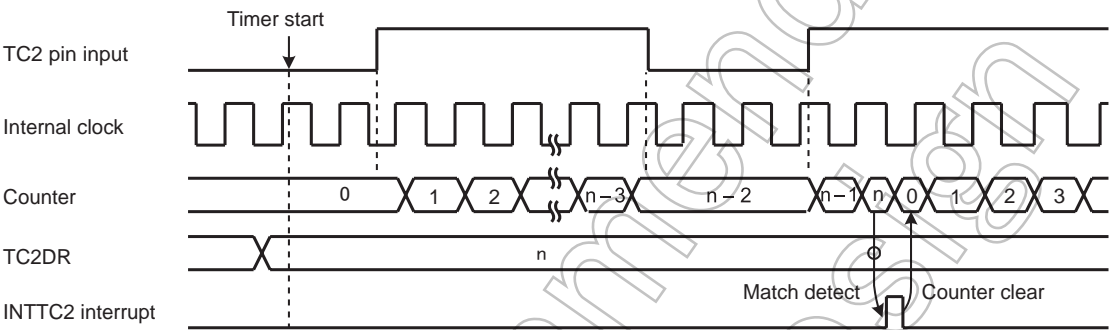 Timer start
TC2 pin input
Internal clock
Counter 0 1 2 n – 3 n – 2 n – 1 n 0 1 2 3
TC2DR n
Match detect Counter clear
INTTC2 interrupt